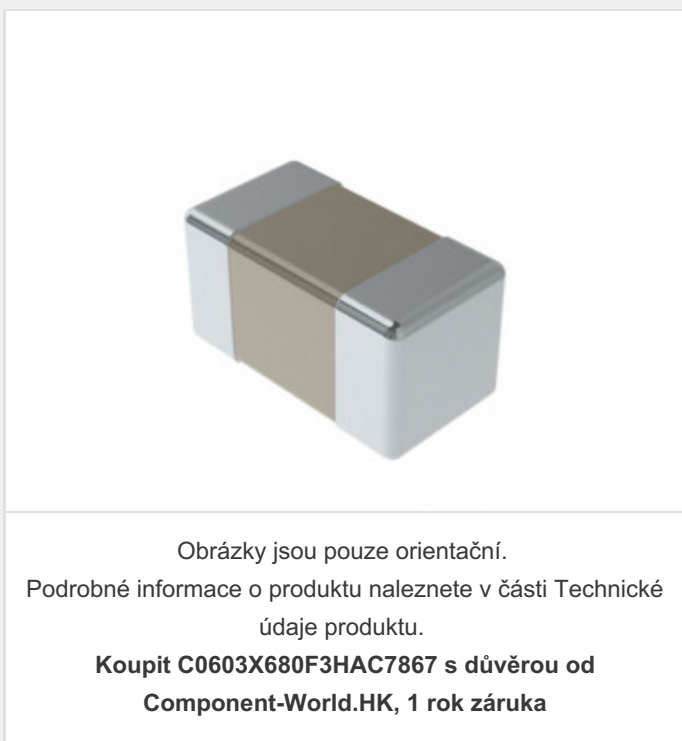 Obrázky jsou pouze orientační.
Podrobné informace o produktu naleznete v části Technické
údaje produktu.
Koupit C0603X680F3HAC7867 s důvěrou od
Component-World.HK, 1 rok záruka